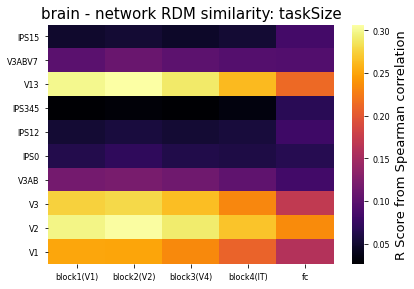 brain - network RDM similarity: taskSize
IPS15
V3ABV7
V13
IPS345
IPS12
IPS0
V3AB
V3
V2
V1
block1(V1) block2(V2) block3(V4) block4(IT) fc
0.30
0.25
0.20
0.15
0.10
0.05
R Score from Spearman correlation